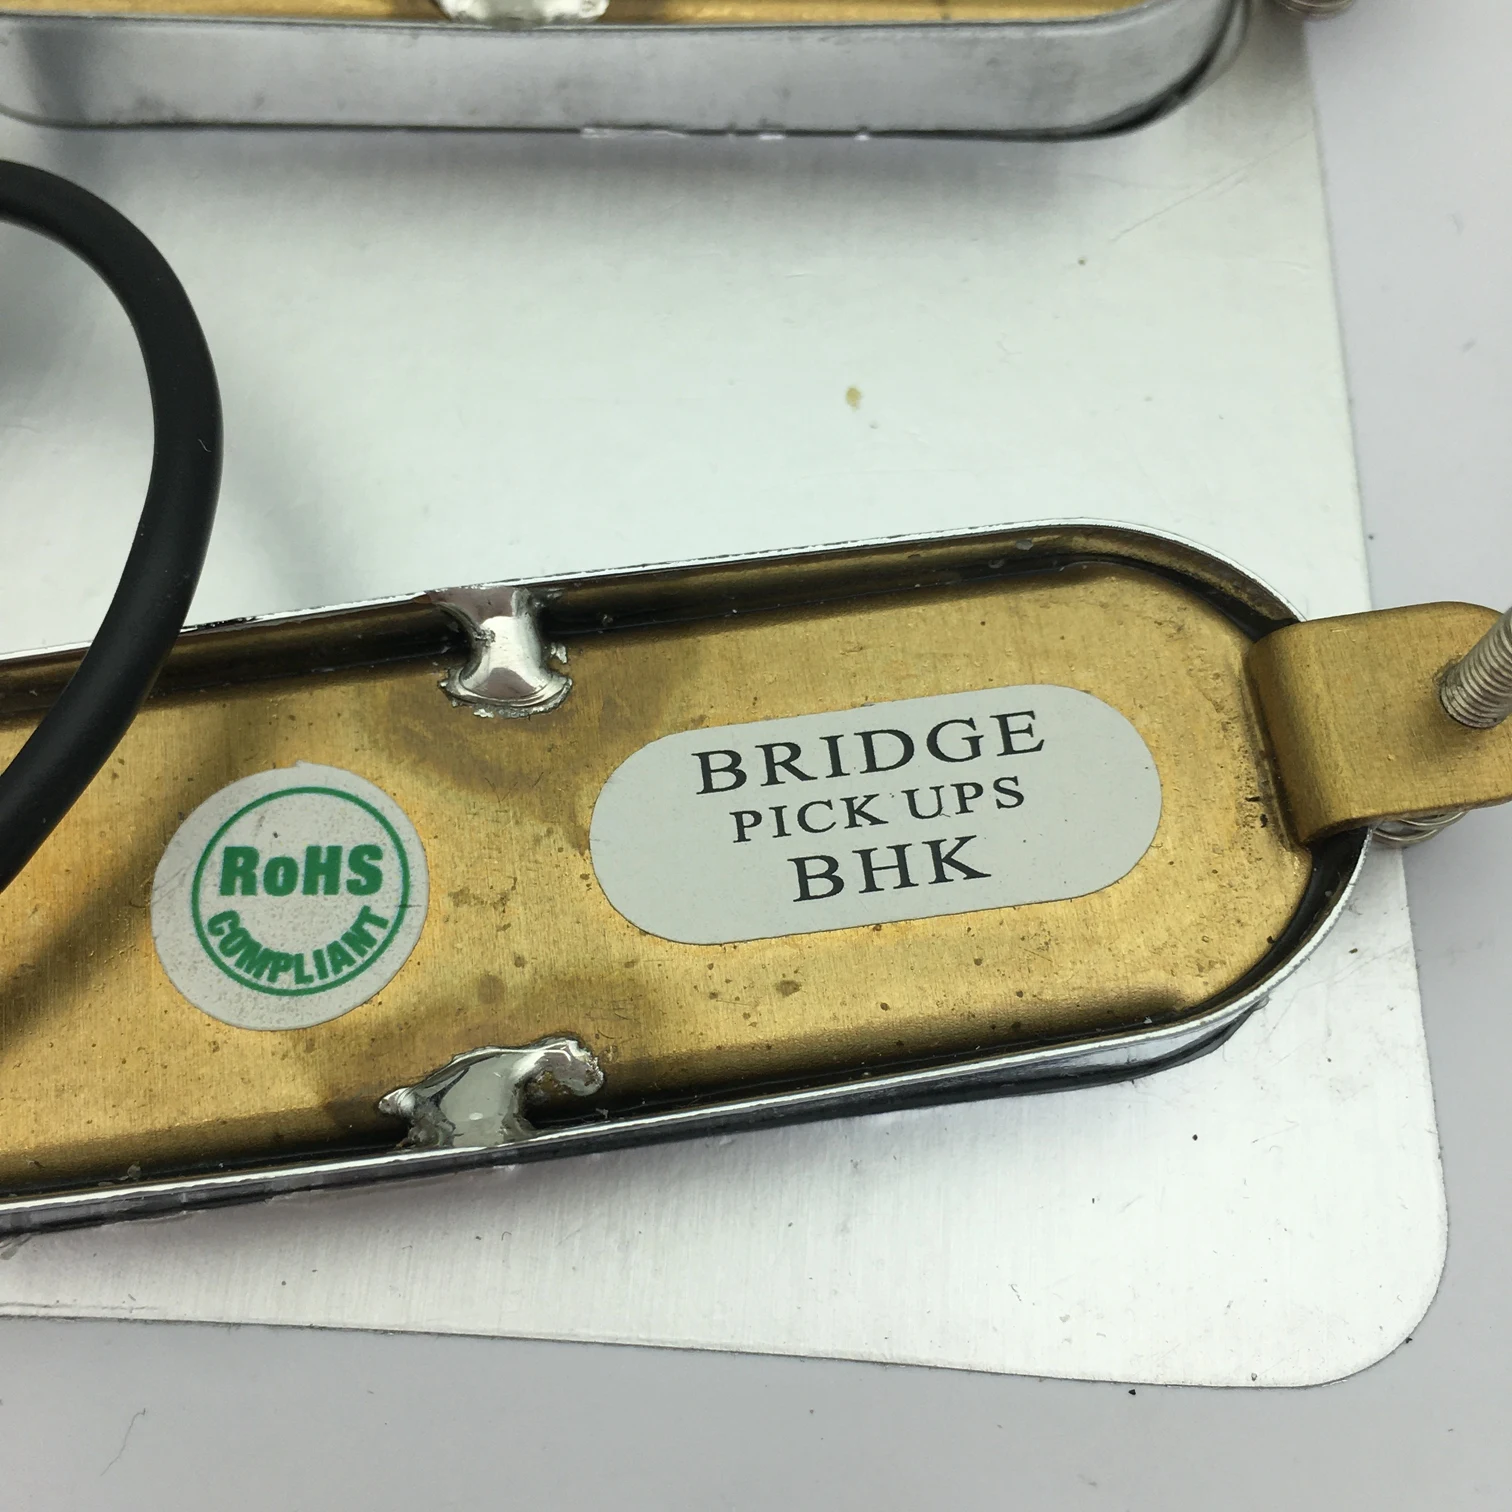 BRIDGE
PICK UPS
BHK
RoHS
COMPLIANT